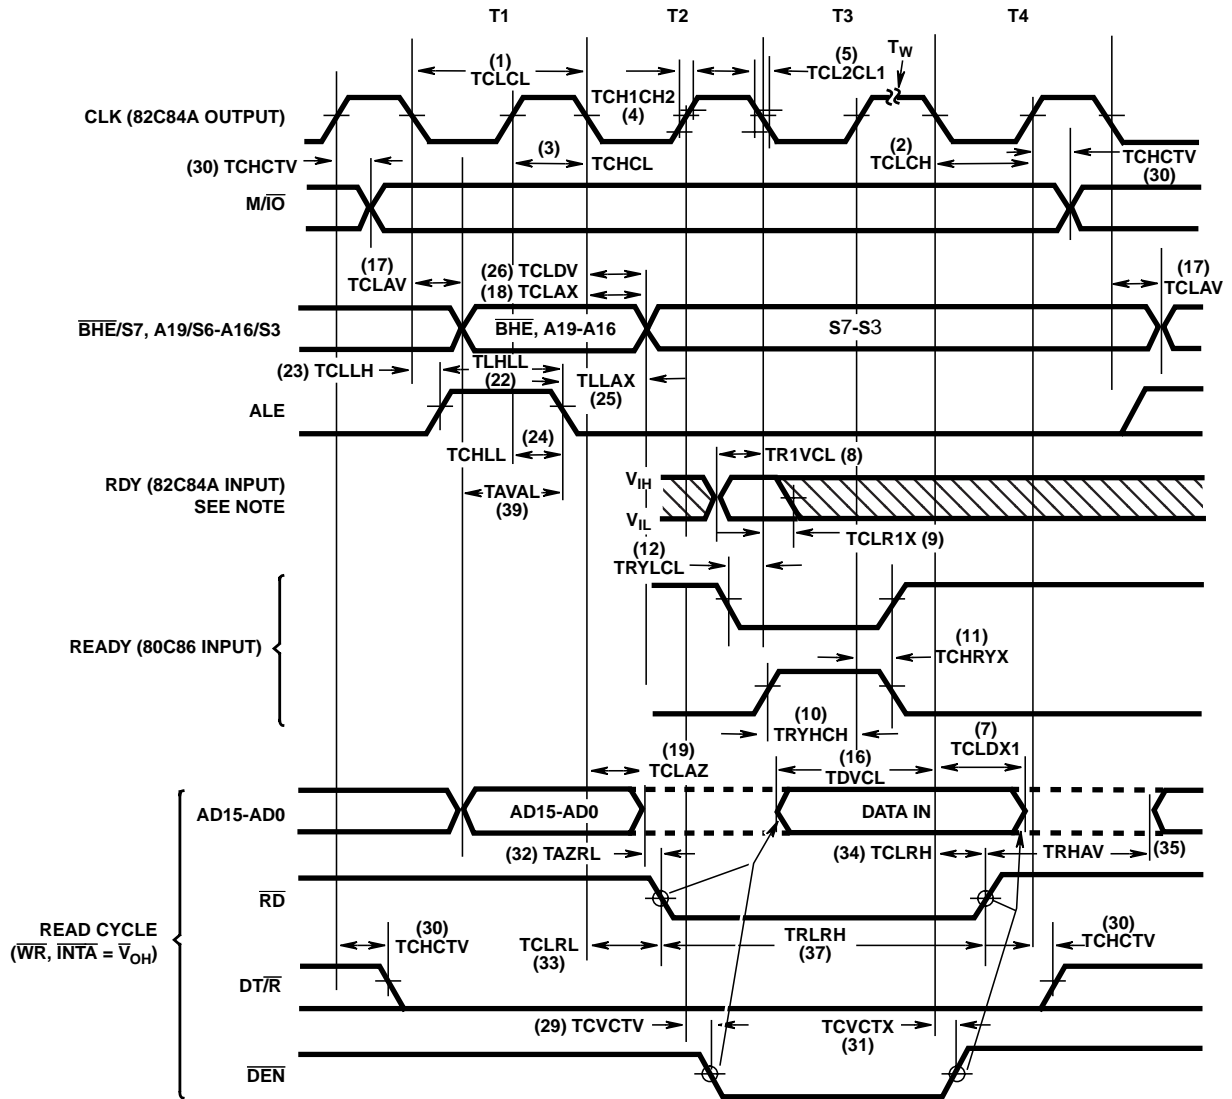 T1 T2 T3 T4
(1)
TCLCL
TCH1CH2
(4)
(5)
TCL2CL1
TW
CLK (82C84A OUTPUT)
(30) TCHCTV
(3)
TCHCL
(2)
TCLCH
TCHCTV
(30)
M/IO
(17)
TCLAV
(26) TCLDV
(18) TCLAX
(17)
TCLAV
BHE/S7, A19/S6-A16/S3
BHE, A19-A16
S7-S3
(23) TCLLH
TLHLL
(22)
TLLAX
(25)
ALE
TCHLL
(24)
TR1VCL (8)
RDY (82C84A INPUT)
SEE NOTE
TAVAL
(39)
VIH
VIL
TCLR1X (9)
(12)
TRYLCL
READY (80C86 INPUT)
(11)
TCHRYX
(10)
TRYHCH
(7)
TCLDX1
(19)
TCLAZ
(16)
TDVCL
AD15-AD0
AD15-AD0
DATA IN
(32) TAZRL
(34) TCLRH
TRHAV
(35)
RD
READ CYCLE
(WR, INTA = VOH)
(30)
TCHCTV
TCLRL
(33)
TRLRH
(37)
(30)
TCHCTV
DT/R
(29) TCVCTV
TCVCTX
(31)
DEN